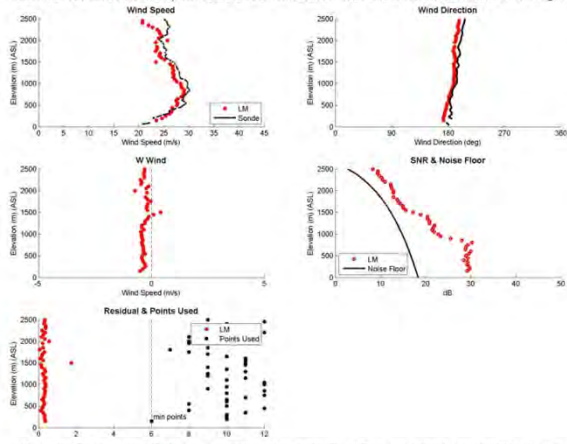 Wind Speed
Elevation (m) (ASL)
2500
2000
1500
1000
500
0
0 5 10 15 20 25 30 35 40 45
Wind Speed (m/s)
LM
Sonde
Wind Direction
Elevation (m) (ASL)
2500
2000
1500
1000
500
0
0 90 180 270 360
Wind Direction (deg)
LM
Sonde
W Wind
Elevation (m) (ASL)
2500
2000
1500
1000
500
0
-5 0 5
Wind Speed (m/s)
SNR & Noise Floor
Elevation (m) (ASL)
2500
2000
1500
1000
500
0
0 10 20 30 40 50
dB
LM
Noise Floor
Residual & Points Used
Elevation (m) (ASL)
2500
2000
1500
1000
500
0
0 2 4 6 8 10 12
LM
Points Used
min points